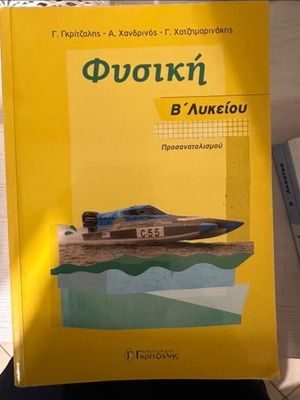 Γ. Γκρίτζαλης - Α. Χανδρινός - Γ. Χατζημαρινάκης
Φυσική
Β΄ Λυκείου
Προσανατολισμού
C 55
Γκρίτζαλης